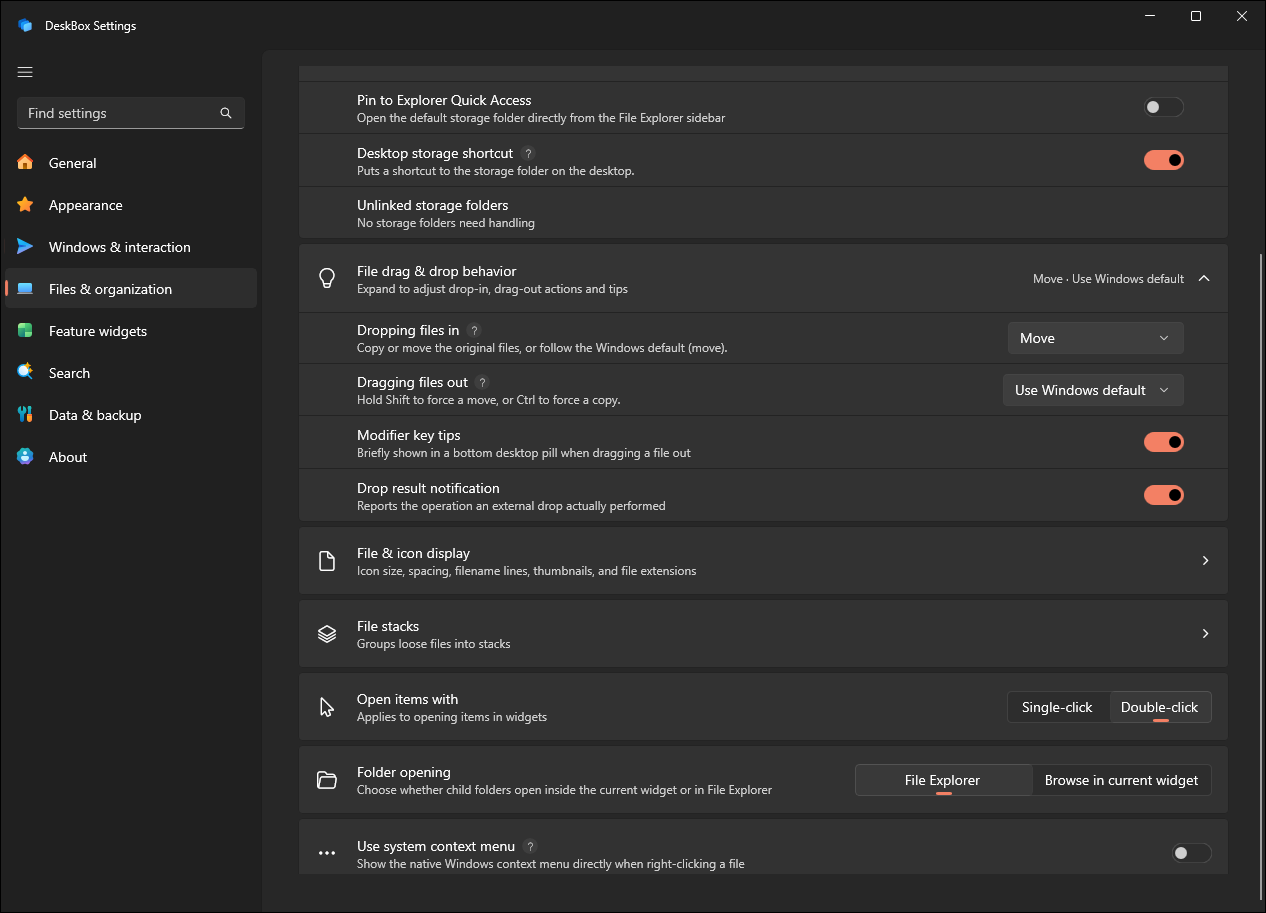 DeskBox Settings
Find settings
General
Appearance
Windows & interaction
Files & organization
Feature widgets
Search
Data & backup
About
Pin to Explorer Quick Access
Open the default storage folder directly from the File Explorer sidebar
Desktop storage shortcut ?
Puts a shortcut to the storage folder on the desktop.
Unlinked storage folders
No storage folders need handling
File drag & drop behavior
Expand to adjust drop-in, drag-out actions and tips
Move · Use Windows default
Dropping files in ?
Copy or move the original files, or follow the Windows default (move).
Move
Dragging files out ?
Hold Shift to force a move, or Ctrl to force a copy.
Use Windows default
Modifier key tips
Briefly shown in a bottom desktop pill when dragging a file out
Drop result notification
Reports the operation an external drop actually performed
File & icon display
Icon size, spacing, filename lines, thumbnails, and file extensions
File stacks
Groups loose files into stacks
Open items with
Applies to opening items in widgets
Single-click
Double-click
Folder opening
Choose whether child folders open inside the current widget or in File Explorer
File Explorer
Browse in current widget
Use system context menu ?
Show the native Windows context menu directly when right-clicking a file